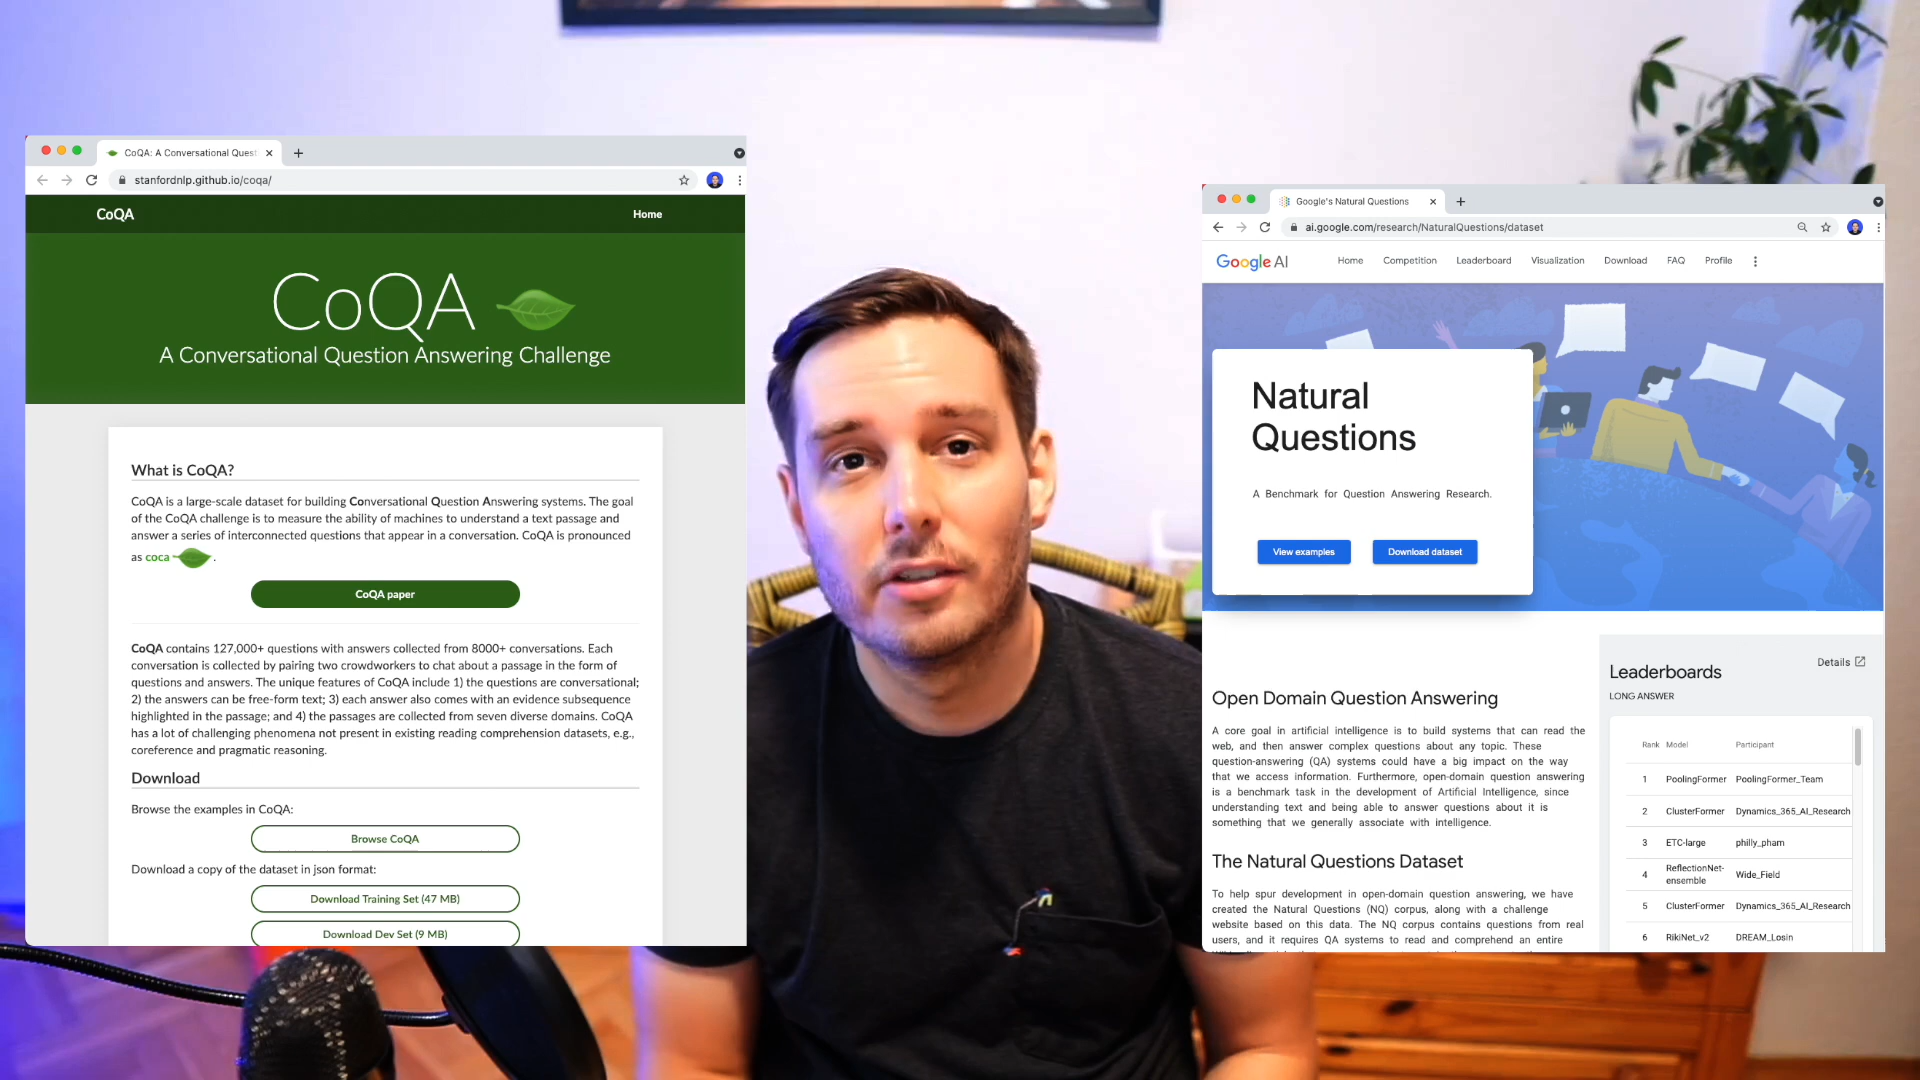 CoQA: A Conversational Quest
stanfordnlp.github.io/coqa/
CoQA
Home
CoQA
A Conversational Question Answering Challenge
What is CoQA?
CoQA is a large-scale dataset for building Conversational Question Answering systems. The goal
of the CoQA challenge is to measure the ability of machines to understand a text passage and
answer a series of interconnected questions that appear in a conversation. CoQA is pronounced
as coca .
CoQA paper
CoQA contains 127,000+ questions with answers collected from 8000+ conversations. Each
conversation is collected by pairing two crowdworkers to chat about a passage in the form of
questions and answers. The unique features of CoQA include 1) the questions are conversational;
2) the answers can be free-form text; 3) each answer also comes with an evidence subsequence
highlighted in the passage; and 4) the passages are collected from seven diverse domains. CoQA
has a lot of challenging phenomena not present in existing reading comprehension datasets, e.g.,
coreference and pragmatic reasoning.
Download
Browse the examples in CoQA:
Browse CoQA
Download a copy of the dataset in json format:
Download Training Set (47 MB)
Download Dev Set (9 MB)
Google's Natural Questions
ai.google.com/research/NaturalQuestions/dataset
Google AI
Home Competition Leaderboard Visualization Download FAQ Profile
Natural
Questions
A Benchmark for Question Answering Research.
View examples
Download dataset
Open Domain Question Answering
A core goal in artificial intelligence is to build systems that can read the
web, and then answer complex questions about any topic. These
question-answering (QA) systems could have a big impact on the way
that we access information. Furthermore, open-domain question answering
is a benchmark task in the development of Artificial Intelligence, since
understanding text and being able to answer questions about it is
something that we generally associate with intelligence.
The Natural Questions Dataset
To help spur development in open-domain question answering, we have
created the Natural Questions (NQ) corpus, along with a challenge
website based on this data. The NQ corpus contains questions from real
users, and it requires QA systems to read and comprehend an entire
Leaderboards
Details
LONG ANSWER
Rank Model Participant
1 PoolingFormer PoolingFormer_Team
2 ClusterFormer Dynamics_365_AI_Research
3 ETC-large philly_pham
4 ReflectionNet-ensemble Wide_Field
5 ClusterFormer Dynamics_365_AI_Research
6 RikiNet_v2 DREAM_Losin